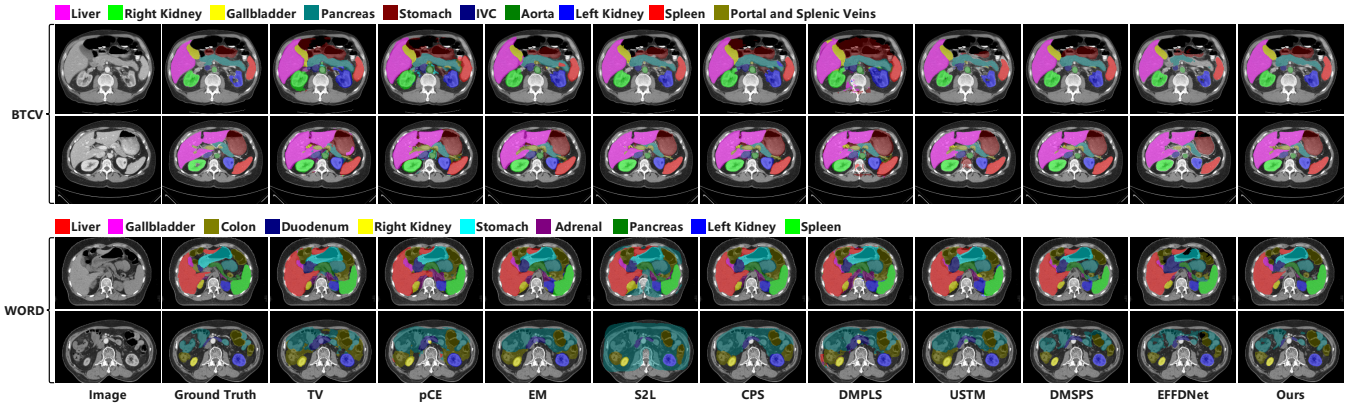 Liver Right Kidney Gallbladder Pancreas Stomach IVC Aorta Left Kidney Spleen Portal and Splenic Veins
BTCV
Liver Gallbladder Colon Duodenum Right Kidney Stomach Adrenal Pancreas Left Kidney Spleen
WORD
Image Ground Truth TV pCE EM S2L CPS DMPLS USTM DMSPS EFFDNet Ours